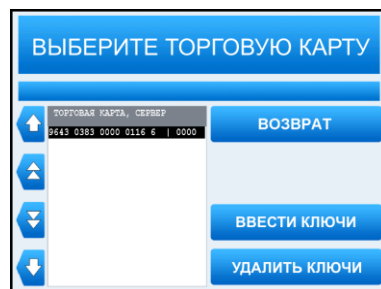 ВЫБЕРИТЕ ТОРГОВУЮ КАРТУ
ТОРГОВАЯ КАРТА, СЕРВЕР
9643 0383 0000 0116 6 | 0000
ВОЗВРАТ
ВВЕСТИ КЛЮЧИ
УДАЛИТЬ КЛЮЧИ